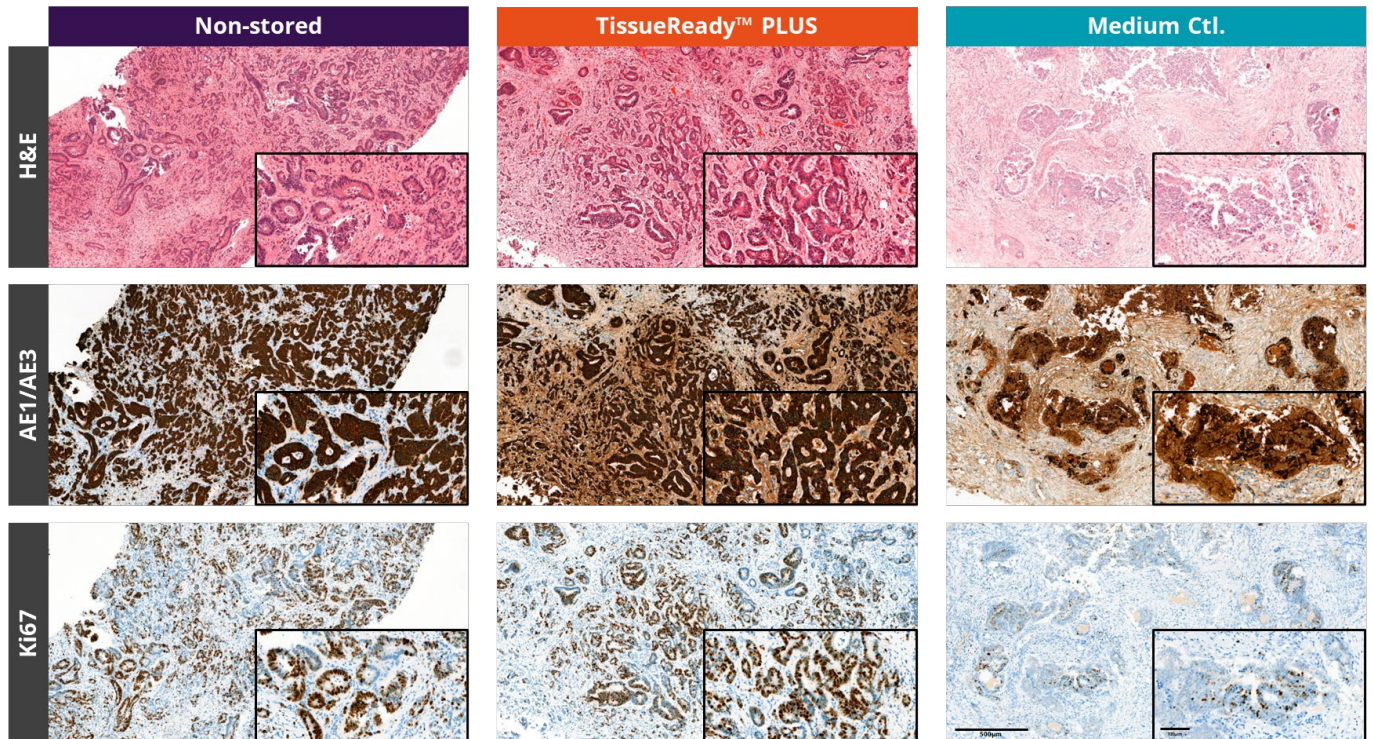 Non-stored
TissueReady™ PLUS
Medium Ctl.
H&E
AE1/AE3
Ki67
500µm